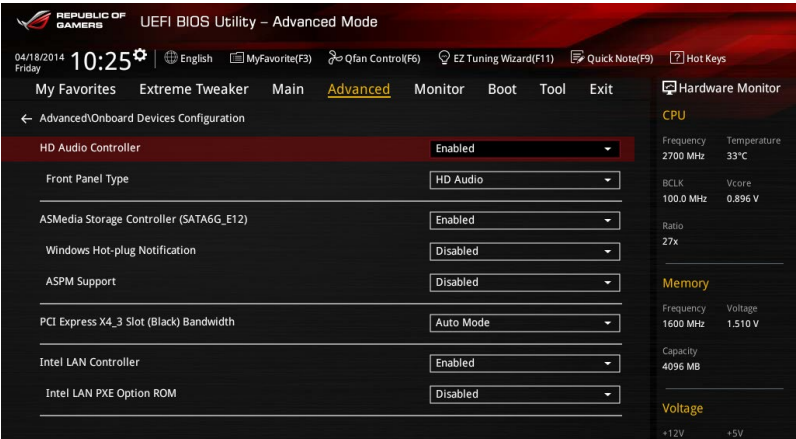 REPUBLIC OF
GAMERS
UEFI BIOS Utility – Advanced Mode
04/18/2014
Friday
10:25
English
MyFavorite(F3)
Qfan Control(F6)
EZ Tuning Wizard(F11)
Quick Note(F9)
? Hot Keys
My Favorites
Extreme Tweaker
Main
Advanced
Monitor
Boot
Tool
Exit
Hardware Monitor
← Advanced\Onboard Devices Configuration
HD Audio Controller
Enabled
Front Panel Type
HD Audio
ASMedia Storage Controller (SATA6G_E12)
Enabled
Windows Hot-plug Notification
Disabled
ASPM Support
Disabled
PCI Express X4_3 Slot (Black) Bandwidth
Auto Mode
Intel LAN Controller
Enabled
Intel LAN PXE Option ROM
Disabled
CPU
Frequency Temperature
2700 MHz 33°C
BCLK Vcore
100.0 MHz 0.896 V
Ratio
27x
Memory
Frequency Voltage
1600 MHz 1.510 V
Capacity
4096 MB
Voltage
+12V +5V